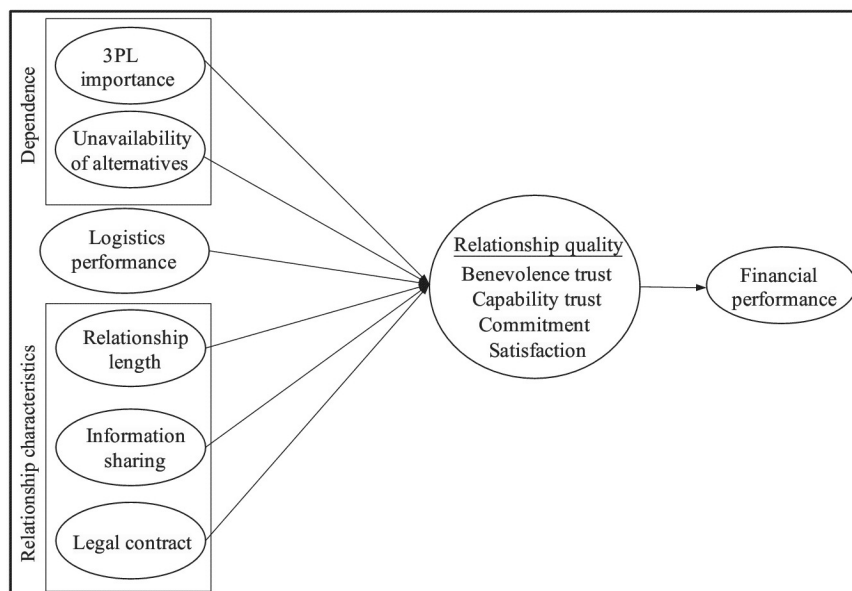 Dependence
3PL
importance
Unavailability
of alternatives
Logistics
performance
Relationship characteristics
Relationship
length
Information
sharing
Legal contract
Relationship quality
Benevolence trust
Capability trust
Commitment
Satisfaction
Financial
performance